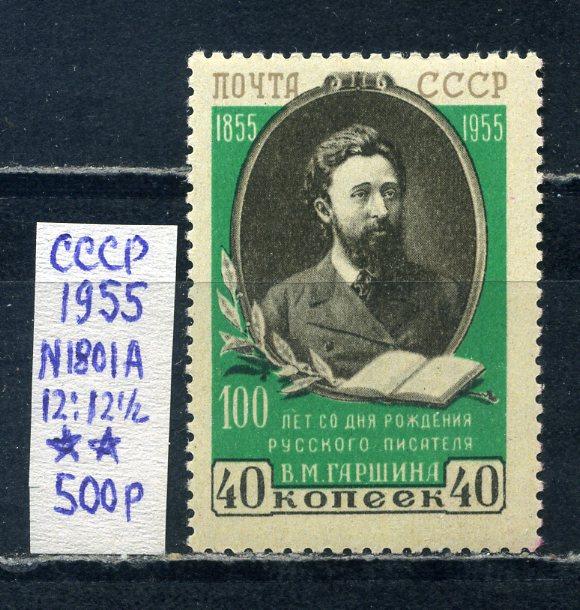 СССР
1955
N1801A
12:12½
★★
500р
ПОЧТА СССР
1855 1955
100 ЛЕТ СО ДНЯ РОЖДЕНИЯ
РУССКОГО ПИСАТЕЛЯ
В.М.ГАРШИНА
40 копеек 40